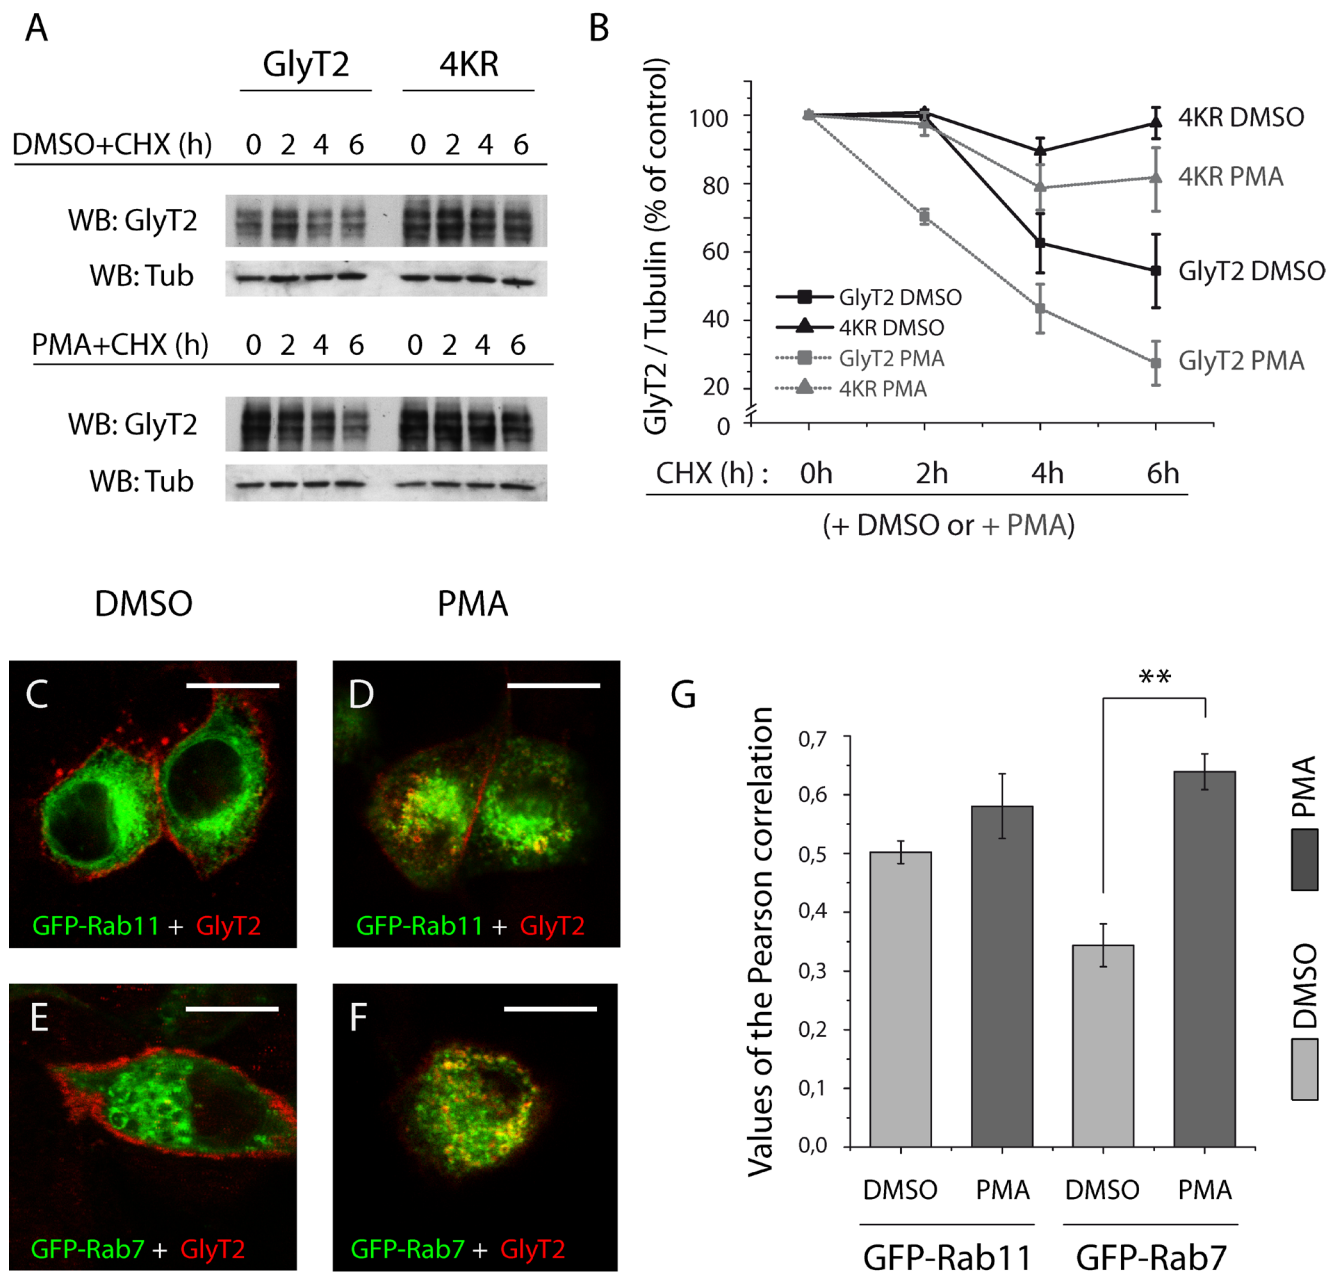 A
GlyT2 4KR
DMSO+CHX (h) 0 2 4 6 0 2 4 6
WB: GlyT2
WB: Tub
PMA+CHX (h) 0 2 4 6 0 2 4 6
WB: GlyT2
WB: Tub
B
GlyT2 / Tubulin (% of control)
100
80
60
40
20
0
4KR DMSO
4KR PMA
GlyT2 DMSO
GlyT2 PMA
GlyT2 DMSO
4KR DMSO
GlyT2 PMA
4KR PMA
CHX (h) : 0h 2h 4h 6h
(+ DMSO or + PMA)
DMSO PMA
C
GFP-Rab11 + GlyT2
D
GFP-Rab11 + GlyT2
E
GFP-Rab7 + GlyT2
F
GFP-Rab7 + GlyT2
G
Values of the Pearson correlation
0,7
0,6
0,5
0,4
0,3
0,2
0,1
0,0
**
DMSO PMA DMSO PMA
GFP-Rab11 GFP-Rab7
PMA
DMSO